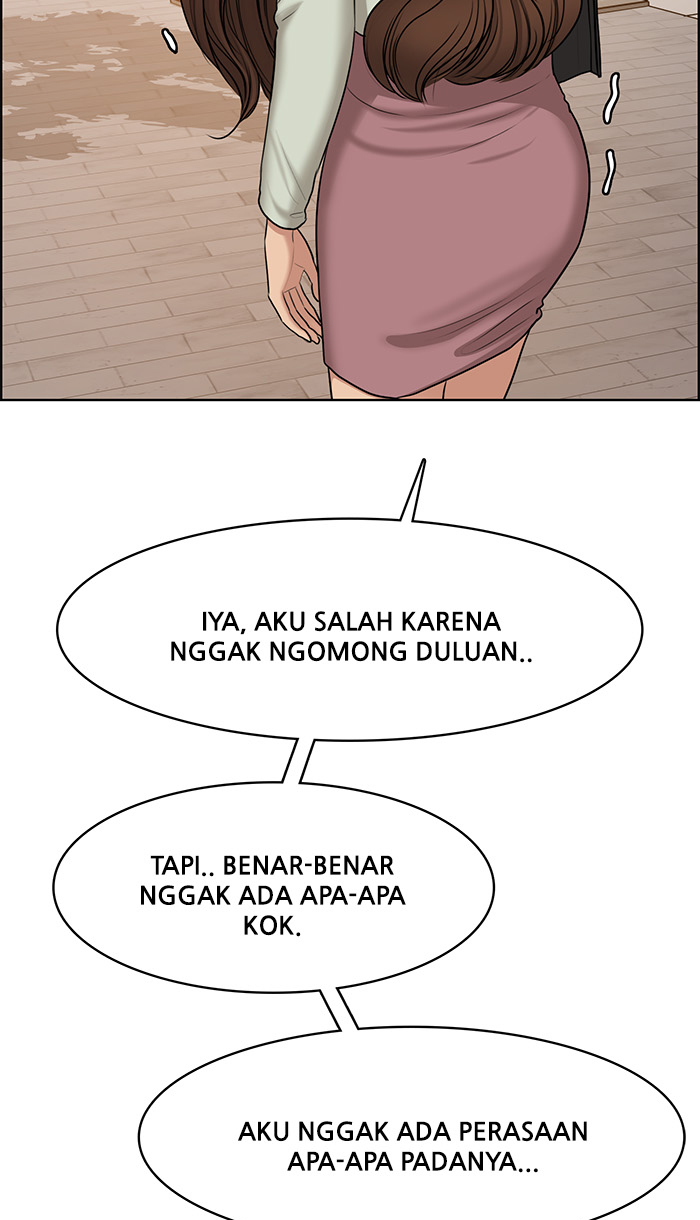 IYA, AKU SALAH KARENA
NGGAK NGOMONG DULUAN..
TAPI.. BENAR-BENAR
NGGAK ADA APA-APA
KOK.
AKU NGGAK ADA PERASAAN
APA-APA PADANYA...